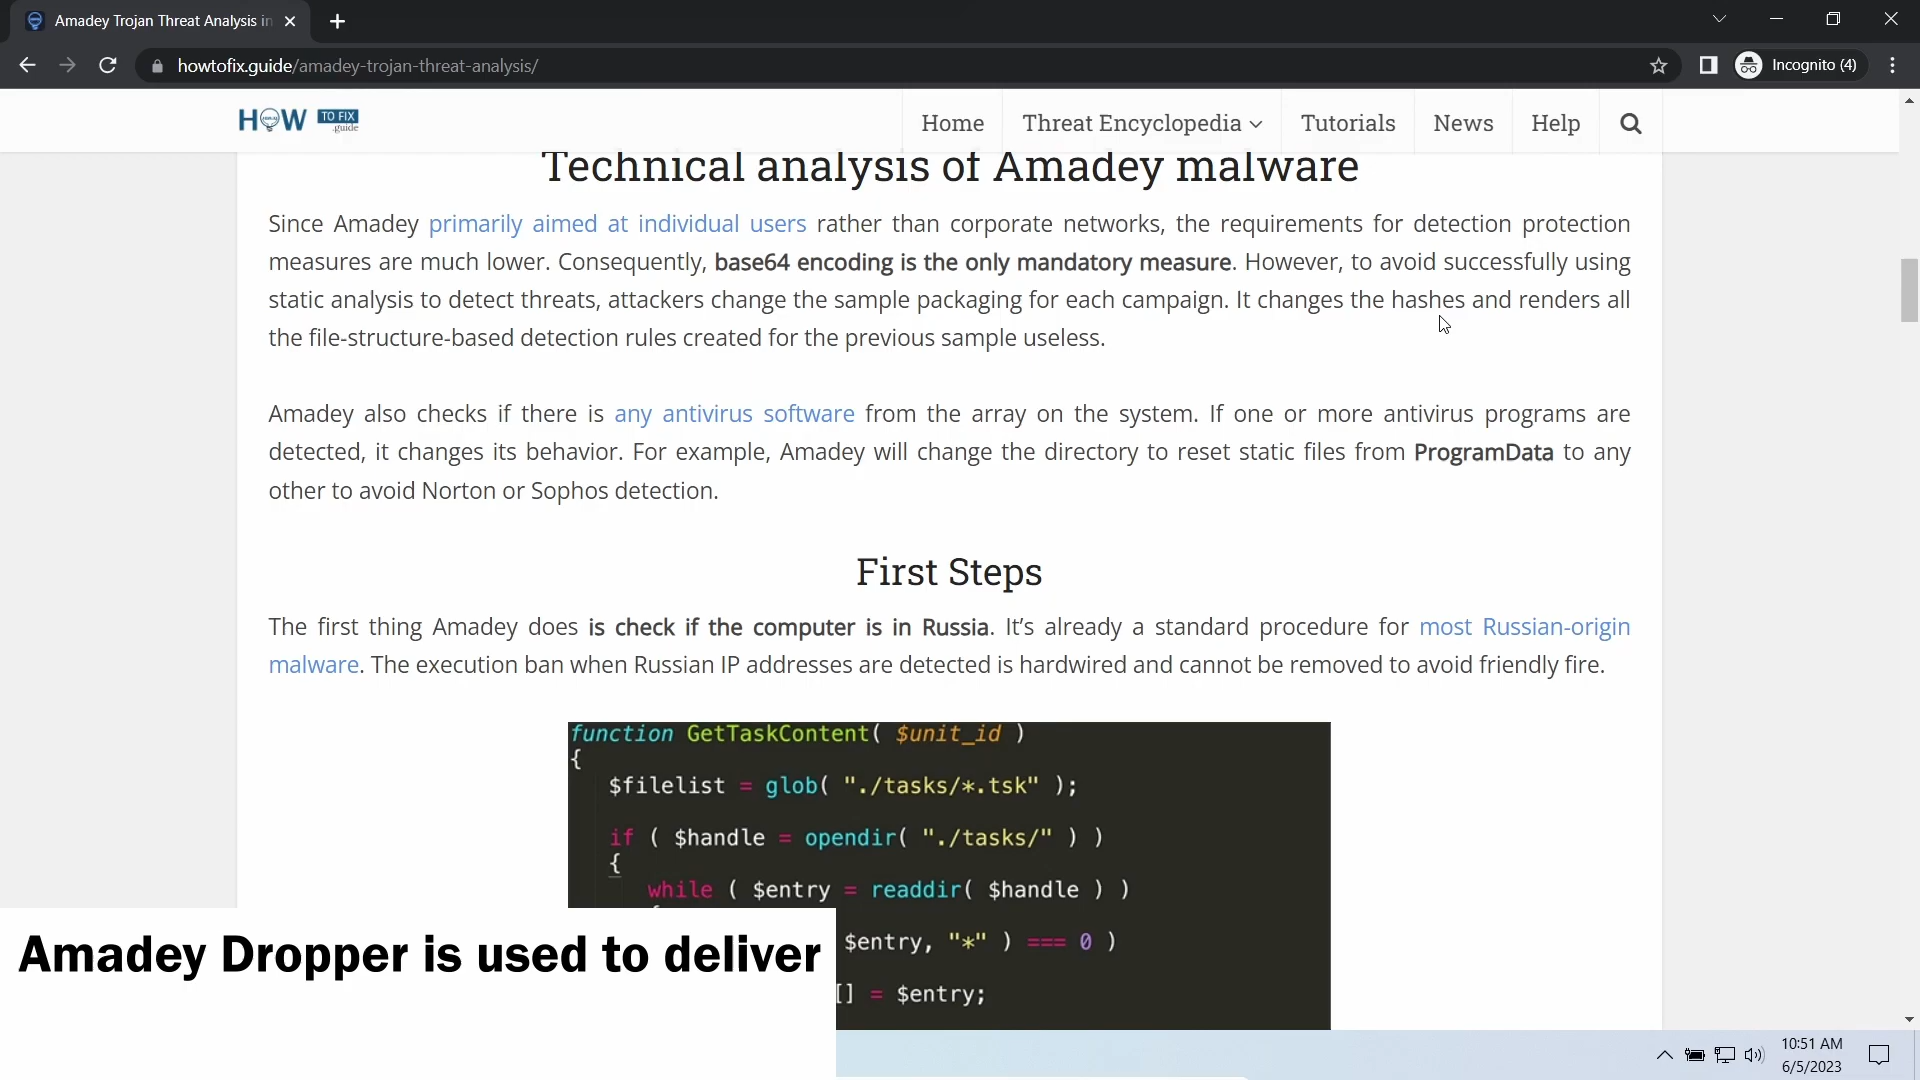 Amadey Trojan Threat Analysis in
howtofix.guide/amadey-trojan-threat-analysis/
Incognito (4)
HOW TO FIX .guide
Home Threat Encyclopedia Tutorials News Help
Technical analysis of Amadey malware
Since Amadey primarily aimed at individual users rather than corporate networks, the requirements for detection protection
measures are much lower. Consequently, base64 encoding is the only mandatory measure. However, to avoid successfully using
static analysis to detect threats, attackers change the sample packaging for each campaign. It changes the hashes and renders all
the file-structure-based detection rules created for the previous sample useless.
Amadey also checks if there is any antivirus software from the array on the system. If one or more antivirus programs are
detected, it changes its behavior. For example, Amadey will change the directory to reset static files from ProgramData to any
other to avoid Norton or Sophos detection.
First Steps
The first thing Amadey does is check if the computer is in Russia. It’s already a standard procedure for most Russian-origin
malware. The execution ban when Russian IP addresses are detected is hardwired and cannot be removed to avoid friendly fire.
function GetTaskContent( $unit_id )
{
$filelist = glob( "./tasks/*.tsk" );
if ( $handle = opendir( "./tasks/" ) )
{
while ( $entry = readdir( $handle ) )
$entry, "*" ) === 0 )
[] = $entry;
Amadey Dropper is used to deliver
10:51 AM
6/5/2023